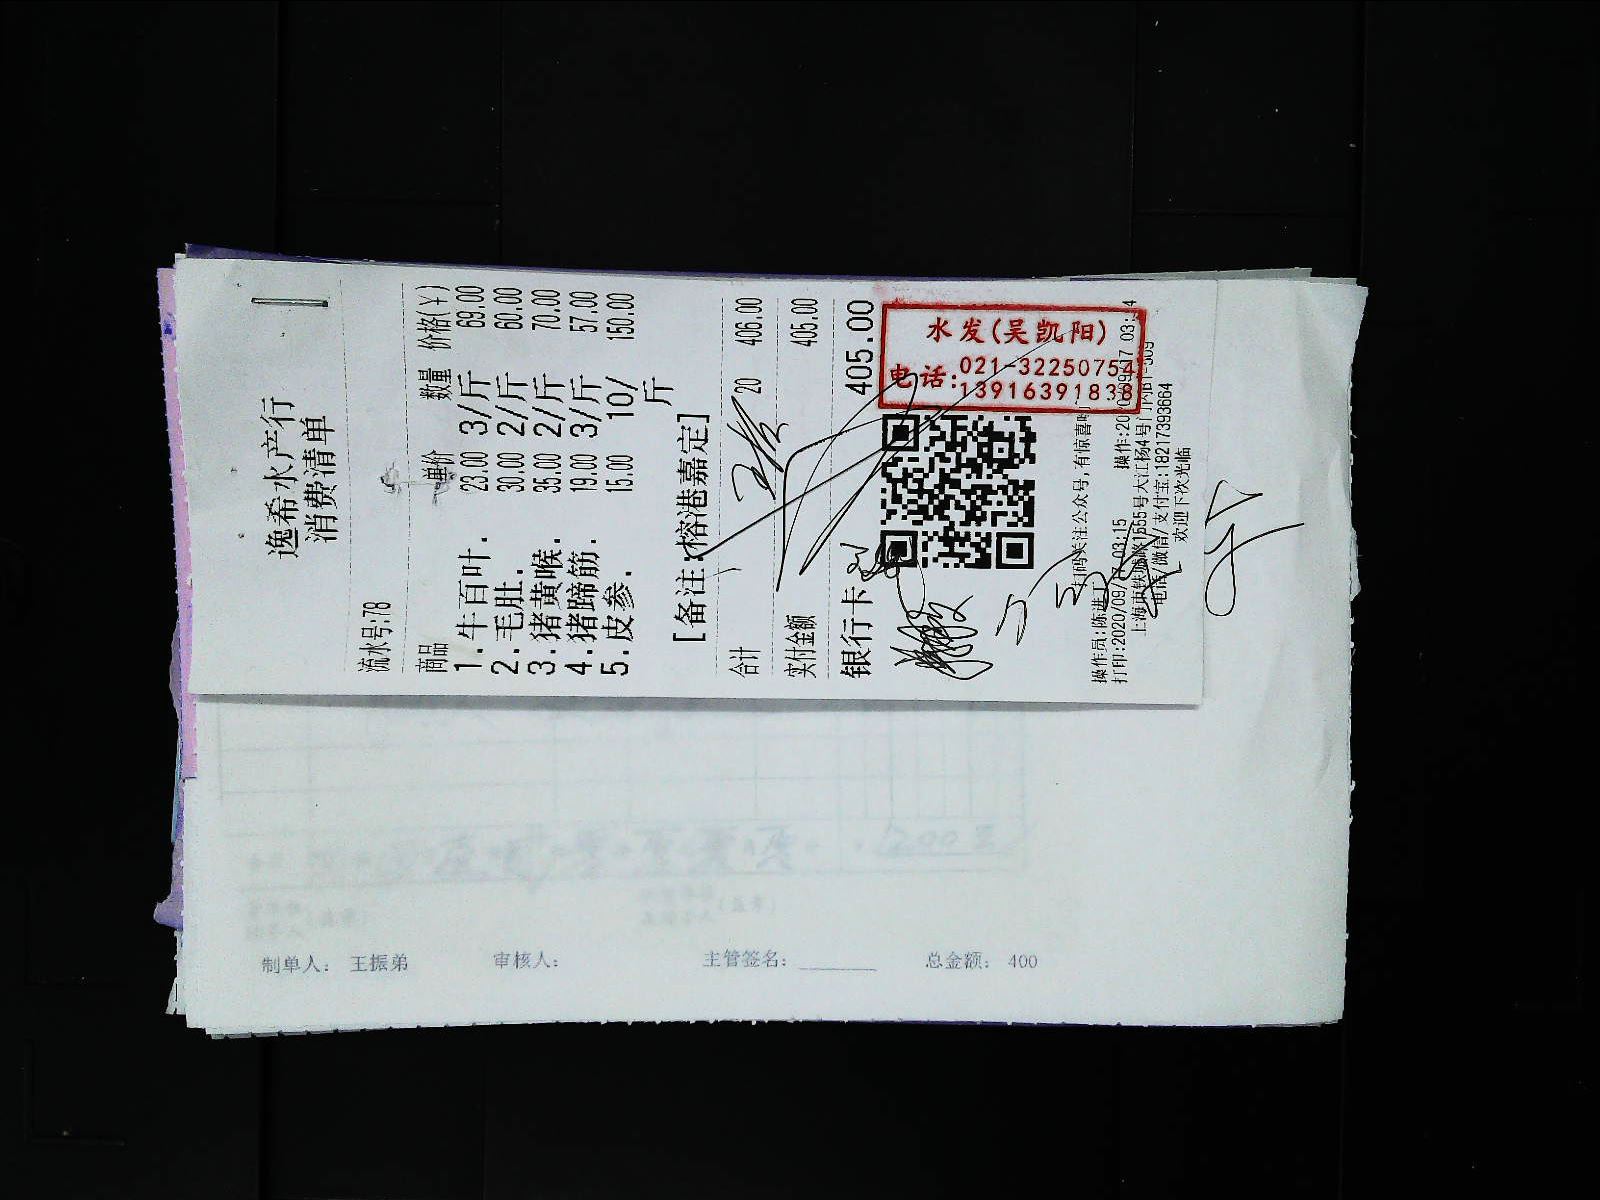 逸希水产行
消费清单
流水号:78
商品 单价 数量 价格(¥)
1.牛百叶. 23.00 3/斤 69.00
2.毛肚. 30.00 2/斤 60.00
3.猪黄喉. 35.00 2/斤 70.00
4.猪蹄筋. 19.00 3/斤 57.00
5.皮参. 15.00 10/斤 150.00
[备注:榕港嘉定]
合计 20 406.00
实付金额 405.00
银行卡 405.00
水发(吴凯阳)
电话:021-32250754
13916391838
扫码关注公众号,有惊喜
操作员:陈进丁
打印:2020/09/17 03:15 操作:
电话/微信/支付宝:18217393664
欢迎下次光临
制单人: 王振弟 审核人: 主管签名: 总金额: 400